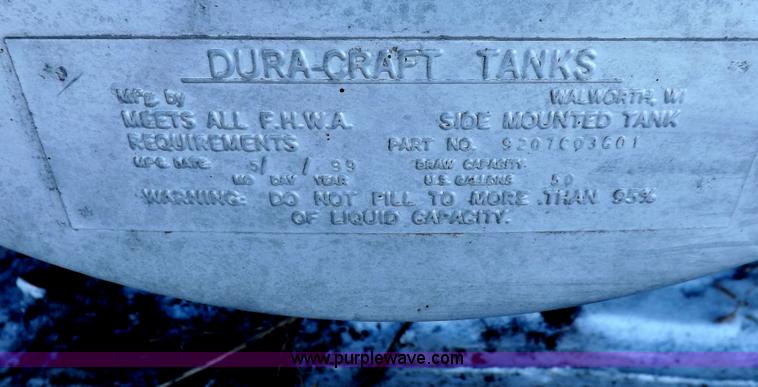 DURA-CRAFT TANKS
Mfg. by WALWORTH, WI
MEETS ALL F.H.W.A. SIDE MOUNTED TANK
REQUIREMENTS PART NO. 9207603601
MFG. DATE 5/ / 99 DRAW CAPACITY.
MO DAY YEAR U.S. GALLONS 50
WARNING: DO NOT FILL TO MORE THAN 95%
OF LIQUID CAPACITY.
www.purplewave.com